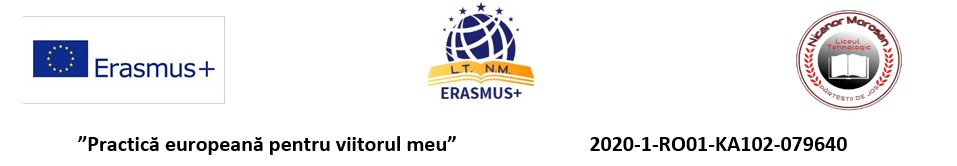 Erasmus+
L.T. N.M.
ERASMUS+
Nicanor Moroșan
Liceul
Tehnologic
PÂRTEȘTII DE JOS
”Practică europeană pentru viitorul meu” 2020-1-RO01-KA102-079640